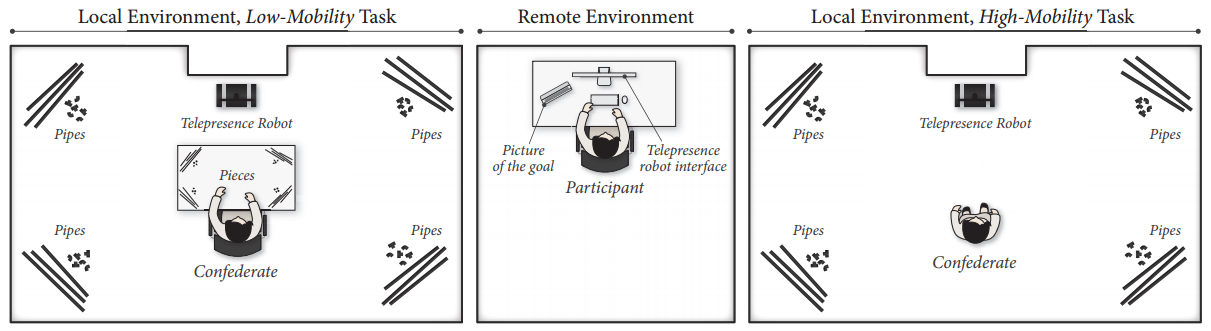 Local Environment, Low-Mobility Task
Pipes
Telepresence Robot
Pipes
Pieces
Pipes
Confederate
Pipes
Remote Environment
Picture
of the goal
Telepresence
robot interface
Participant
Local Environment, High-Mobility Task
Pipes
Telepresence Robot
Pipes
Pipes
Confederate
Pipes